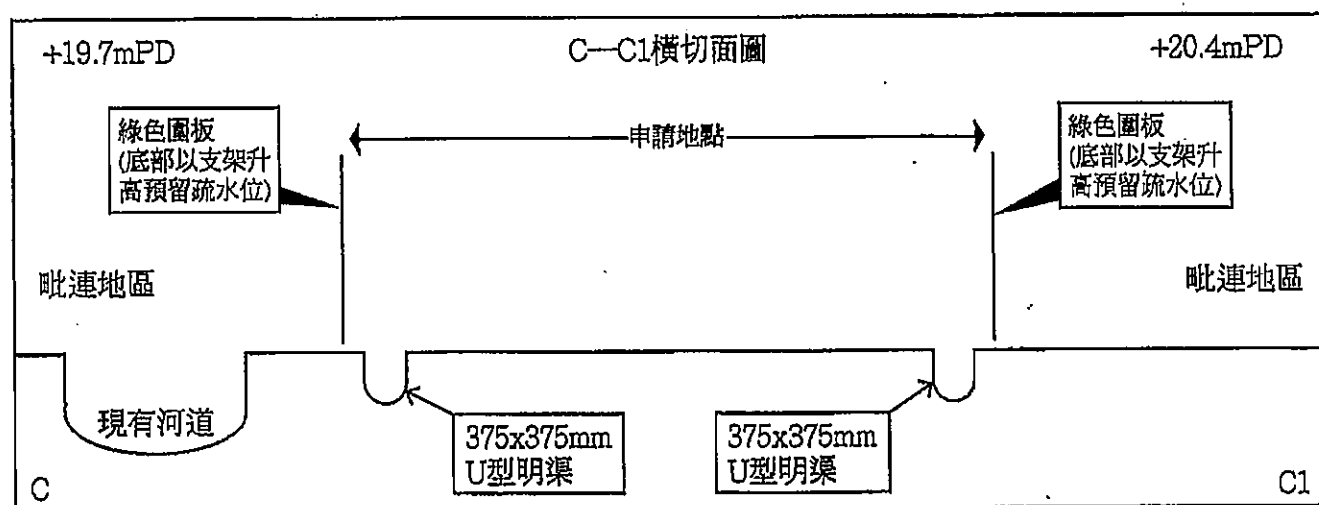 +19.7mPD
C—C1橫切面圖
+20.4mPD
綠色圍板
(底部以支架升
高預留疏水位)
申請地點
綠色圍板
(底部以支架升
高預留疏水位)
毗連地區
毗連地區
現有河道
375x375mm
U型明渠
375x375mm
U型明渠
C
C1